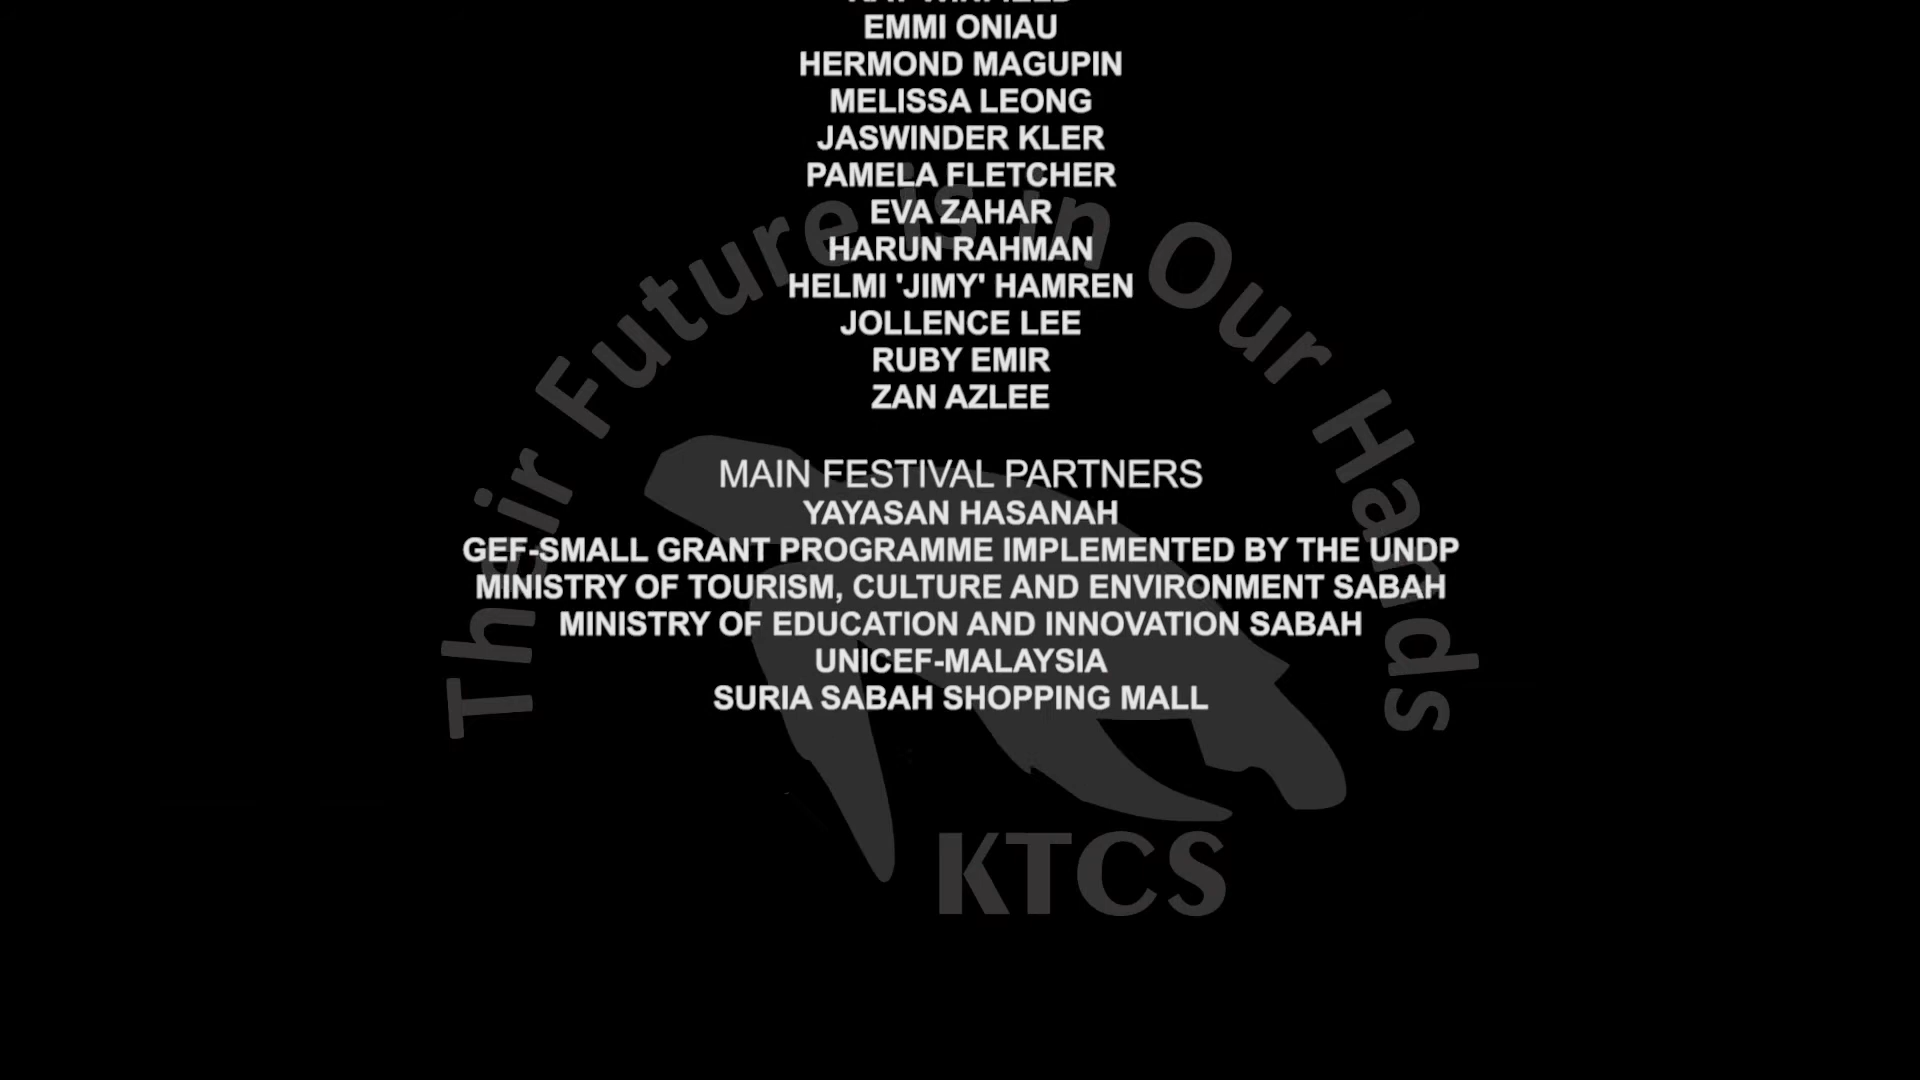 EMMI ONIAU
HERMOND MAGUPIN
MELISSA LEONG
JASWINDER KLER
PAMELA FLETCHER
EVA ZAHAR
HARUN RAHMAN
HELMI 'JIMY' HAMREN
JOLLENCE LEE
RUBY EMIR
ZAN AZLEE
MAIN FESTIVAL PARTNERS
YAYASAN HASANAH
GEF-SMALL GRANT PROGRAMME IMPLEMENTED BY THE UNDP
MINISTRY OF TOURISM, CULTURE AND ENVIRONMENT SABAH
MINISTRY OF EDUCATION AND INNOVATION SABAH
UNICEF-MALAYSIA
SURIA SABAH SHOPPING MALL
Their Future is in Our Hands
KTCS